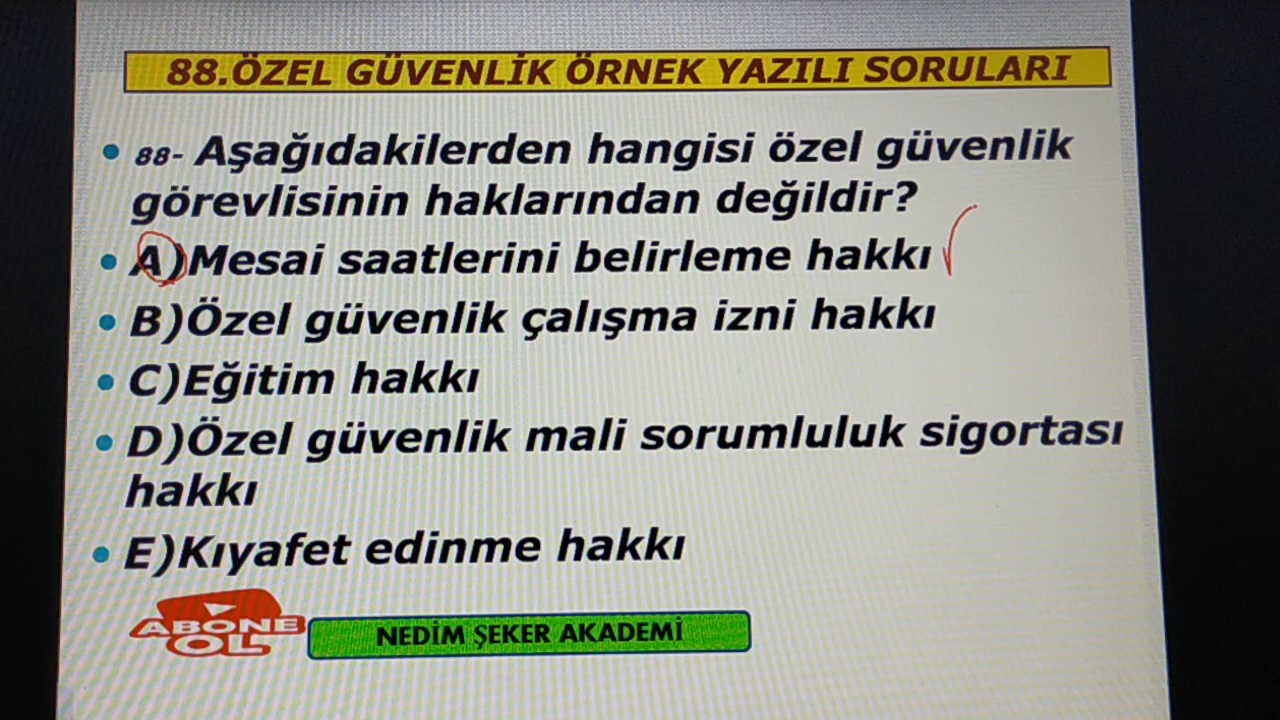 88.ÖZEL GÜVENLİK ÖRNEK YAZILI SORULARI
88- Aşağıdakilerden hangisi özel güvenlik
görevlisinin haklarından değildir?
A)Mesai saatlerini belirleme hakkı
B)Özel güvenlik çalışma izni hakkı
C)Eğitim hakkı
D)Özel güvenlik mali sorumluluk sigortası
hakkı
E)Kıyafet edinme hakkı
ABONE
OL
NEDİM ŞEKER AKADEMİ